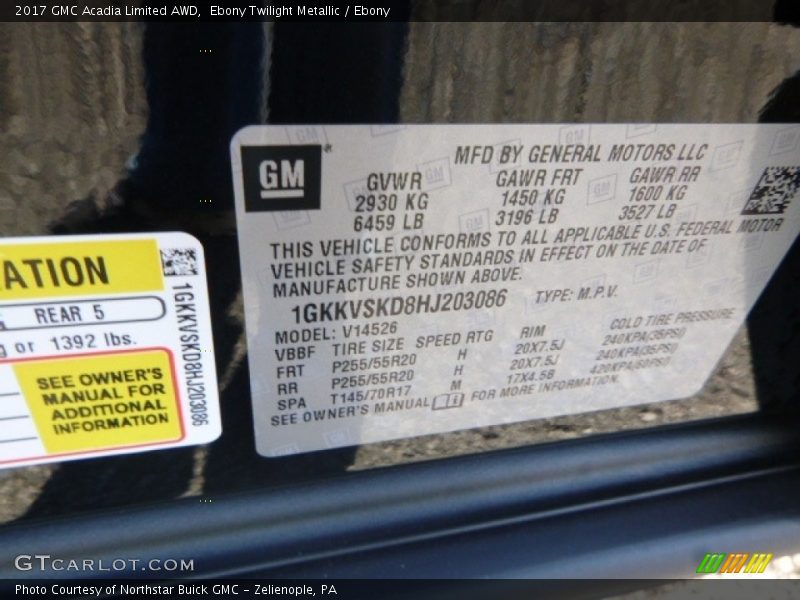 2017 GMC Acadia Limited AWD,  Ebony Twilight Metallic / Ebony
GM
MFD BY GENERAL MOTORS LLC
GVWR GAWR FRT GAWR RR
2930 KG 1450 KG 1600 KG
6459 LB 3196 LB 3527 LB
THIS VEHICLE CONFORMS TO ALL APPLICABLE U.S. FEDERAL MOTOR
VEHICLE SAFETY STANDARDS IN EFFECT ON THE DATE OF
MANUFACTURE SHOWN ABOVE.
1GKKVSKD8HJ203086 TYPE: M.P.V.
MODEL: V14526
VBBF TIRE SIZE SPEED RTG RIM COLD TIRE PRESSURE
FRT P255/55R20 H 20X7.5J 240KPA(35PSI)
RR P255/55R20 H 20X7.5J 240KPA(35PSI)
SPA T145/70R17 M 17X4.5B 420KPA(60PSI)
SEE OWNER'S MANUAL FOR MORE INFORMATION.
ATION
REAR 5
or 1392 lbs.
SEE OWNER'S
MANUAL FOR
ADDITIONAL
INFORMATION
1GKKVSKD8HJ203086
GTCARLOT.COM
Photo Courtesy of Northstar Buick GMC - Zelienople, PA